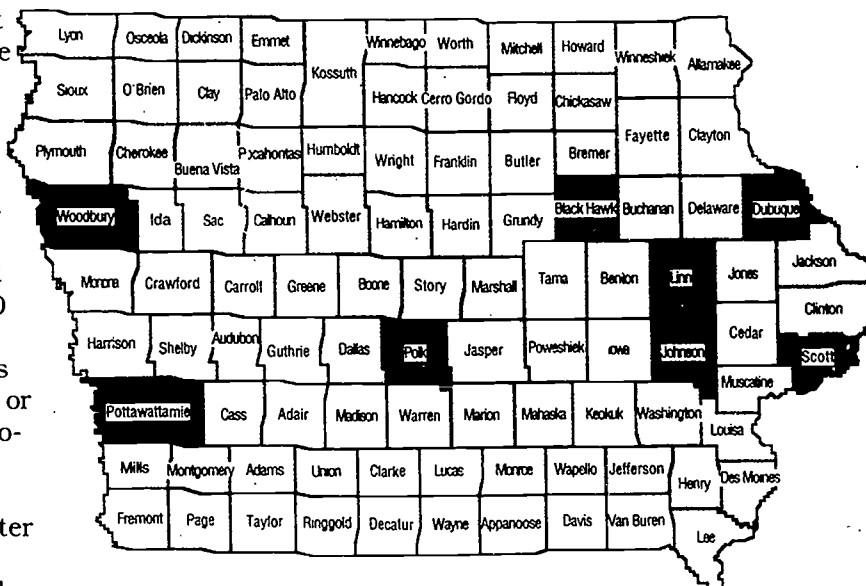 Lyon Osceola Dickinson Emmet Kossuth Winnebago Worth Mitchell Howard Winneshiek Allamakee
Sioux O'Brien Clay Palo Alto Hancock Cerro Gordo Floyd Chickasaw
Plymouth Cherokee Buena Vista Pocahontas Humboldt Wright Franklin Butler Bremer Fayette Clayton
Woodbury Ida Sac Calhoun Webster Hamilton Hardin Grundy Black Hawk Buchanan Delaware Dubuque
Monona Crawford Carroll Greene Boone Story Marshall Tama Benton Linn Jones Jackson
Clinton
Harrison Shelby Audubon Guthrie Dallas Polk Jasper Poweshiek Iowa Johnson Cedar Scott
Muscatine
Pottawattamie Cass Adair Madison Warren Marion Mahaska Keokuk Washington Louisa
Mills Montgomery Adams Union Clarke Lucas Monroe Wapello Jefferson Henry Des Moines
Fremont Page Taylor Ringgold Decatur Wayne Appanoose Davis Van Buren Lee
or